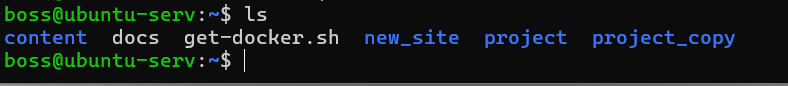 boss@ubuntu-serv:~$ ls
content  docs  get-docker.sh  new_site  project  project_copy
boss@ubuntu-serv:~$